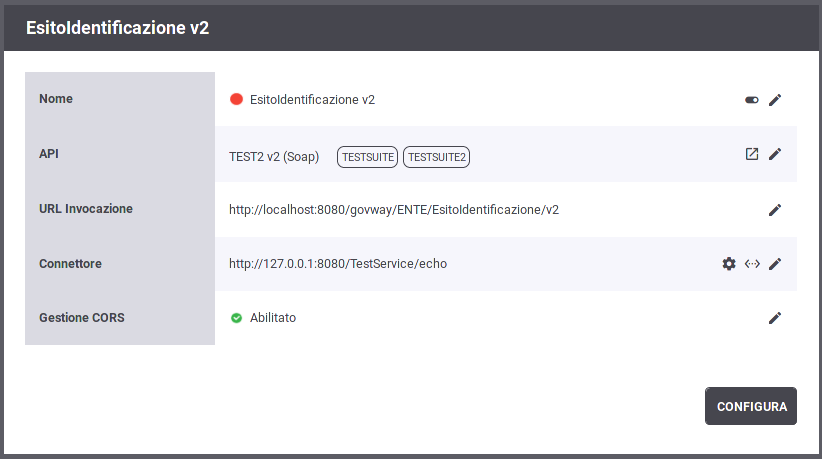 EsitoIdentificazione v2
Nome EsitoIdentificazione v2
API TEST2 v2 (Soap) TESTSUITE TESTSUITE2
URL Invocazione http://localhost:8080/govway/ENTE/EsitoIdentificazione/v2
Connettore http://127.0.0.1:8080/TestService/echo
Gestione CORS Abilitato
CONFIGURA